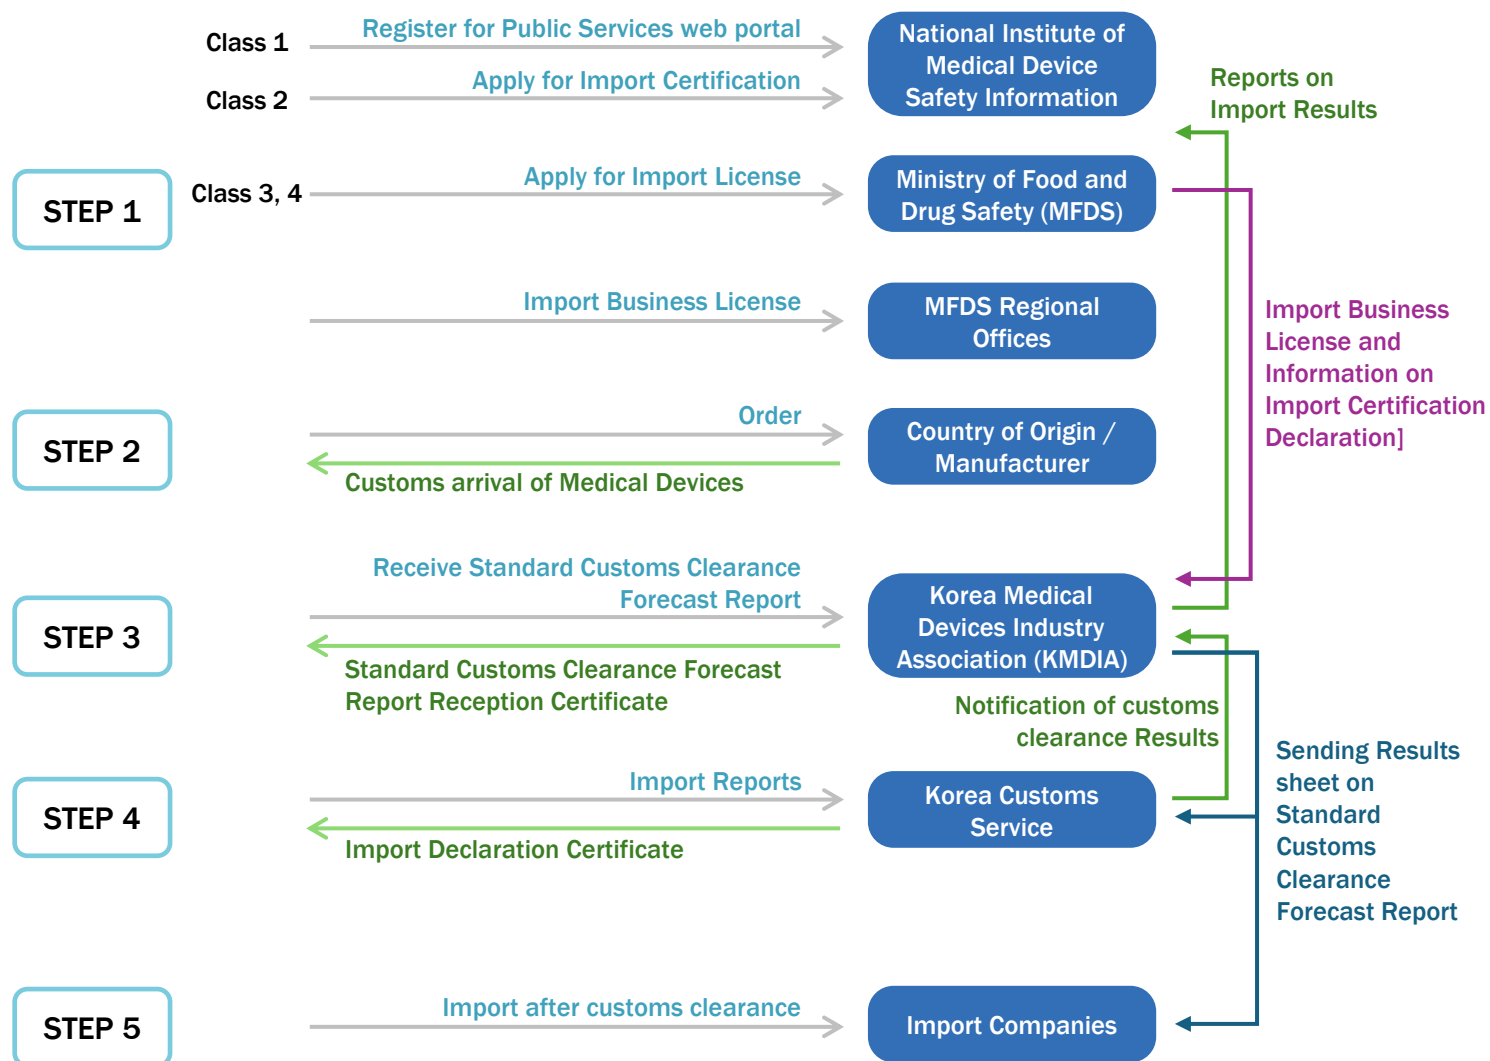 Class 1
Register for Public Services web portal
National Institute of
Medical Device
Safety Information
Class 2
Apply for Import Certification
Reports on
Import Results
STEP 1
Class 3, 4
Apply for Import License
Ministry of Food and
Drug Safety (MFDS)
Import Business License
MFDS Regional
Offices
Import Business
License and
Information on
Import Certification
Declaration]
STEP 2
Order
Customs arrival of Medical Devices
Country of Origin /
Manufacturer
STEP 3
Receive Standard Customs Clearance
Forecast Report
Standard Customs Clearance Forecast
Report Reception Certificate
Korea Medical
Devices Industry
Association (KMDIA)
Notification of customs
clearance Results
Sending Results
sheet on
Standard
Customs
Clearance
Forecast Report
STEP 4
Import Reports
Import Declaration Certificate
Korea Customs
Service
STEP 5
Import after customs clearance
Import Companies